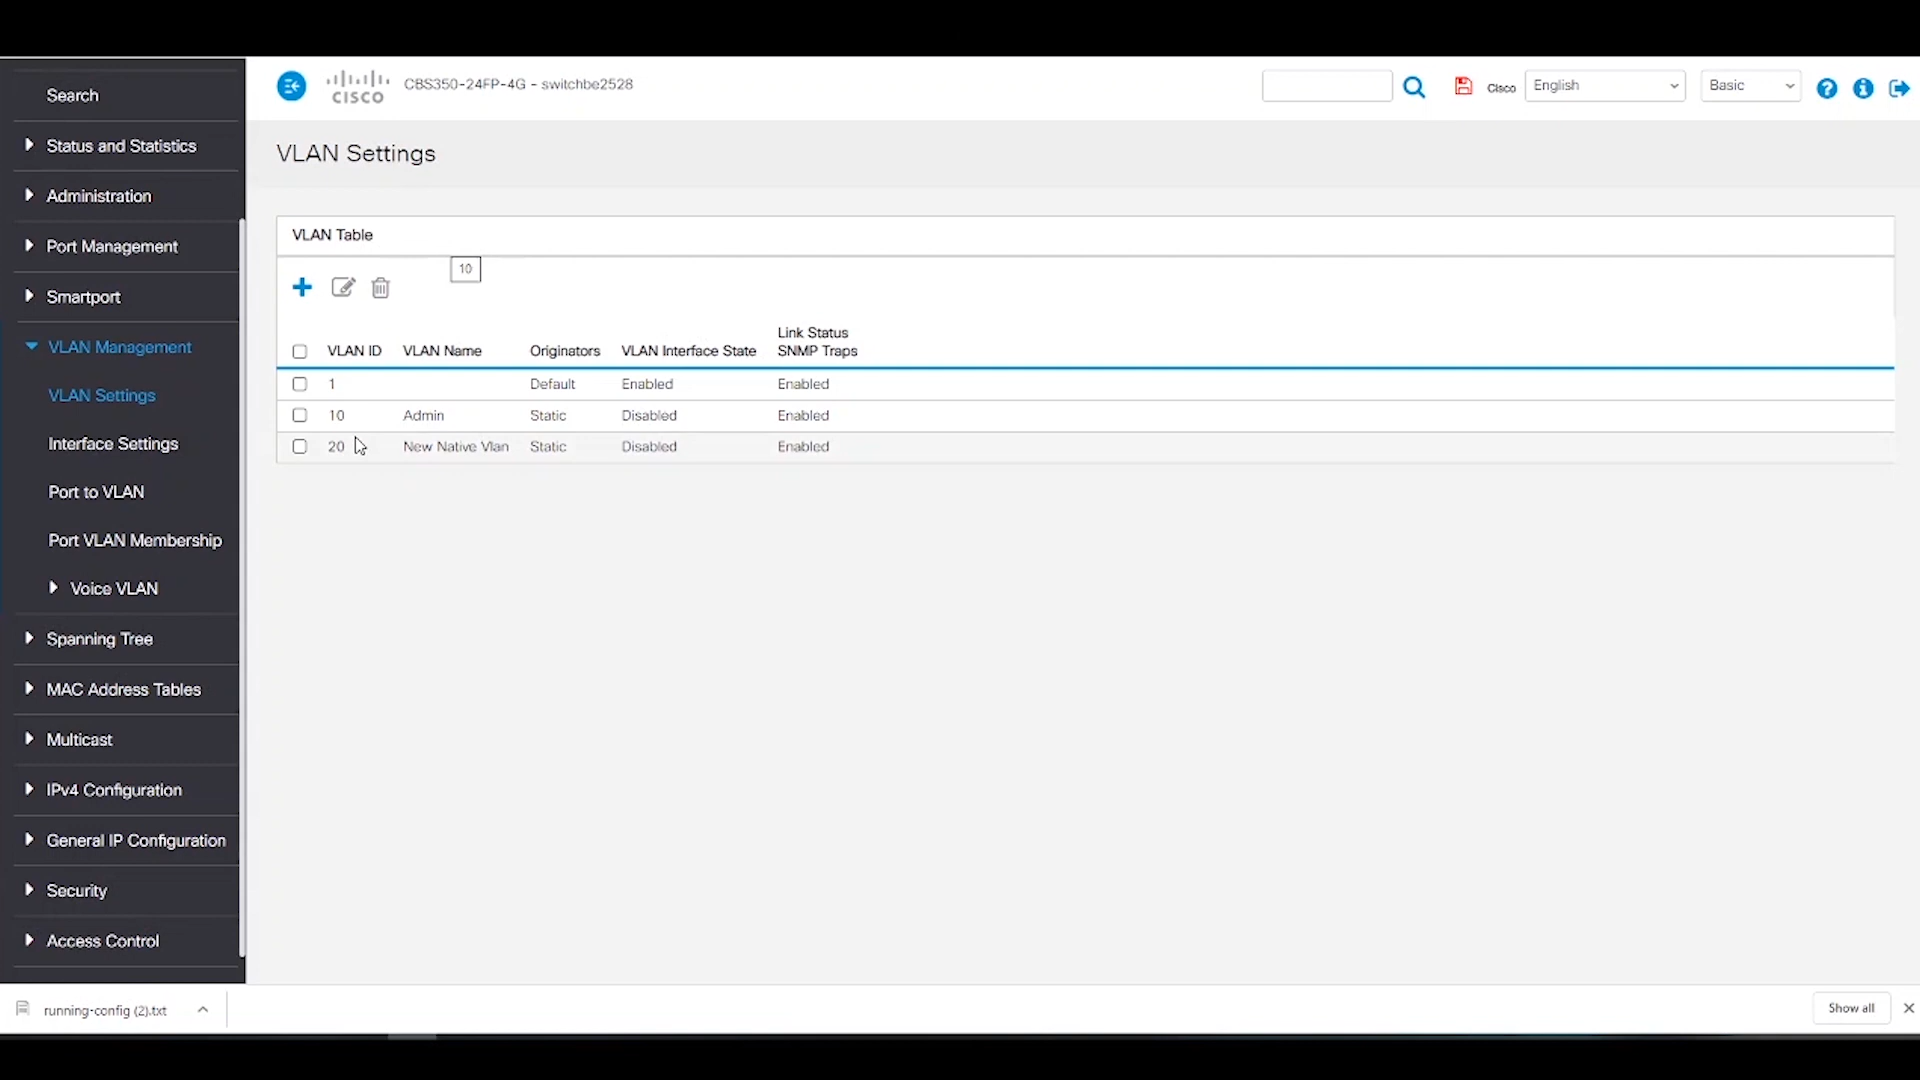 Search
Status and Statistics
Administration
Port Management
Smartport
VLAN Management
VLAN Settings
Interface Settings
Port to VLAN
Port VLAN Membership
Voice VLAN
Spanning Tree
MAC Address Tables
Multicast
IPv4 Configuration
General IP Configuration
Security
Access Control
CISCO
CBS350-24FP-4G - switchbe2528
Cisco
English
Basic
VLAN Settings
VLAN Table
10
VLAN ID VLAN Name Originators VLAN Interface State Link Status
SNMP Traps
1 Default Enabled Enabled
10 Admin Static Disabled Enabled
20 New Native Vlan Static Disabled Enabled
running-config (2).txt
Show all